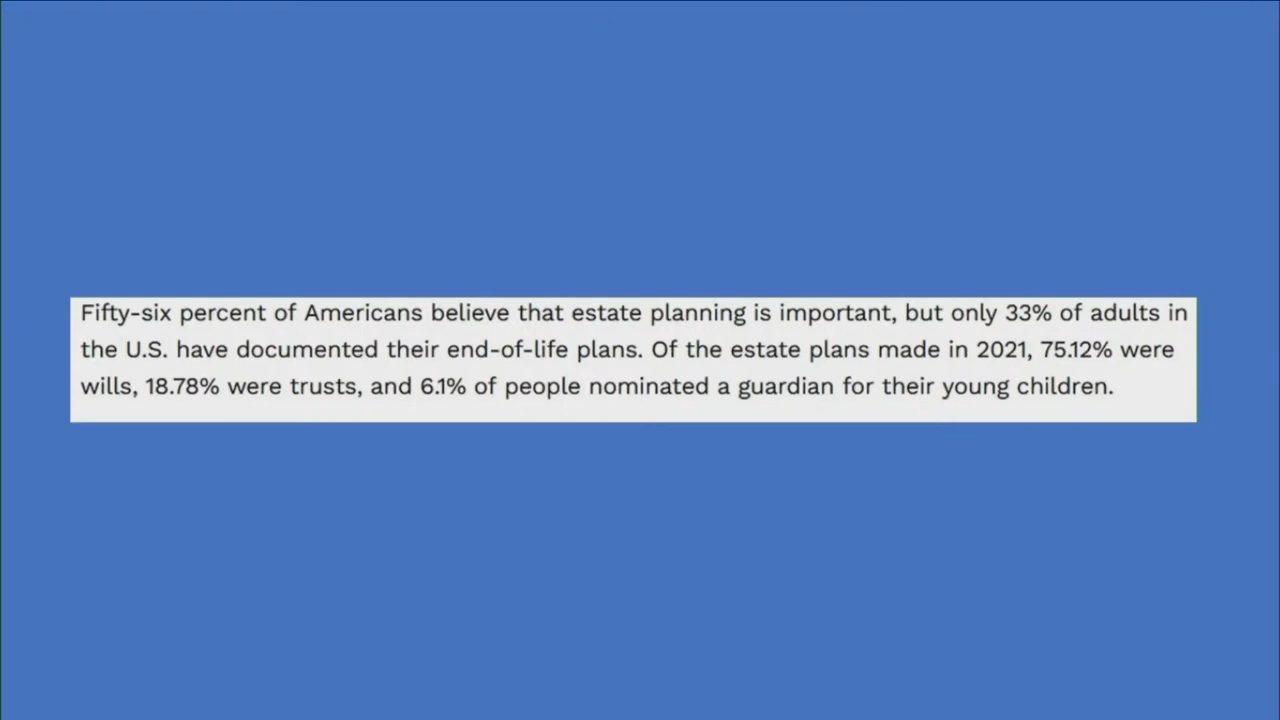 Fifty-six percent of Americans believe that estate planning is important, but only 33% of adults in
the U.S. have documented their end-of-life plans. Of the estate plans made in 2021, 75.12% were
wills, 18.78% were trusts, and 6.1% of people nominated a guardian for their young children.